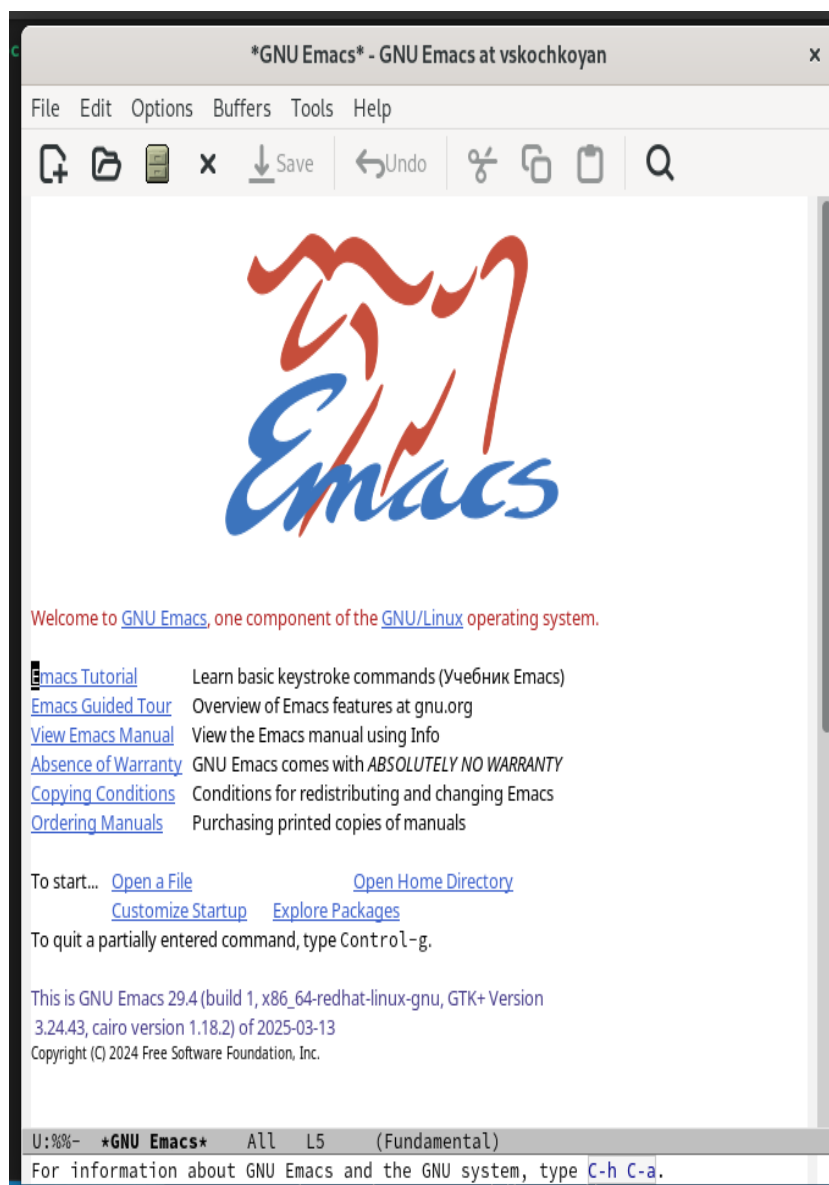 *GNU Emacs* - GNU Emacs at vskochkoyan
File Edit Options Buffers Tools Help
Save Undo
Emacs
Welcome to GNU Emacs, one component of the GNU/Linux operating system.
Emacs Tutorial Learn basic keystroke commands (Учебник Emacs)
Emacs Guided Tour Overview of Emacs features at gnu.org
View Emacs Manual View the Emacs manual using Info
Absence of Warranty GNU Emacs comes with ABSOLUTELY NO WARRANTY
Copying Conditions Conditions for redistributing and changing Emacs
Ordering Manuals Purchasing printed copies of manuals
To start... Open a File Open Home Directory
Customize Startup Explore Packages
To quit a partially entered command, type Control-g.
This is GNU Emacs 29.4 (build 1, x86_64-redhat-linux-gnu, GTK+ Version
3.24.43, cairo version 1.18.2) of 2025-03-13
Copyright (C) 2024 Free Software Foundation, Inc.
U:%%- *GNU Emacs* All L5 (Fundamental)
For information about GNU Emacs and the GNU system, type C-h C-a.